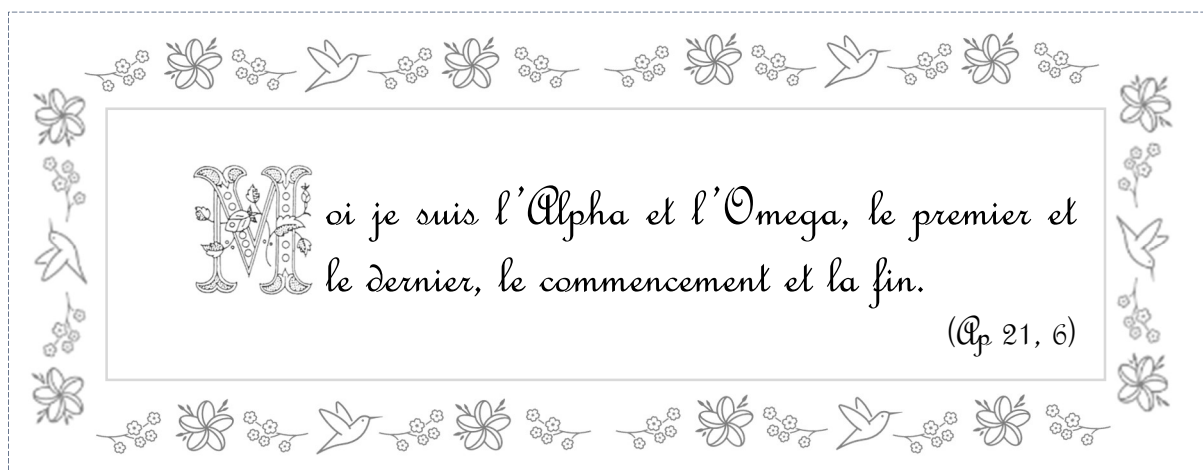 Moi je suis l'Alpha et l'Omega, le premier et
le dernier, le commencement et la fin.
(Ap 21, 6)